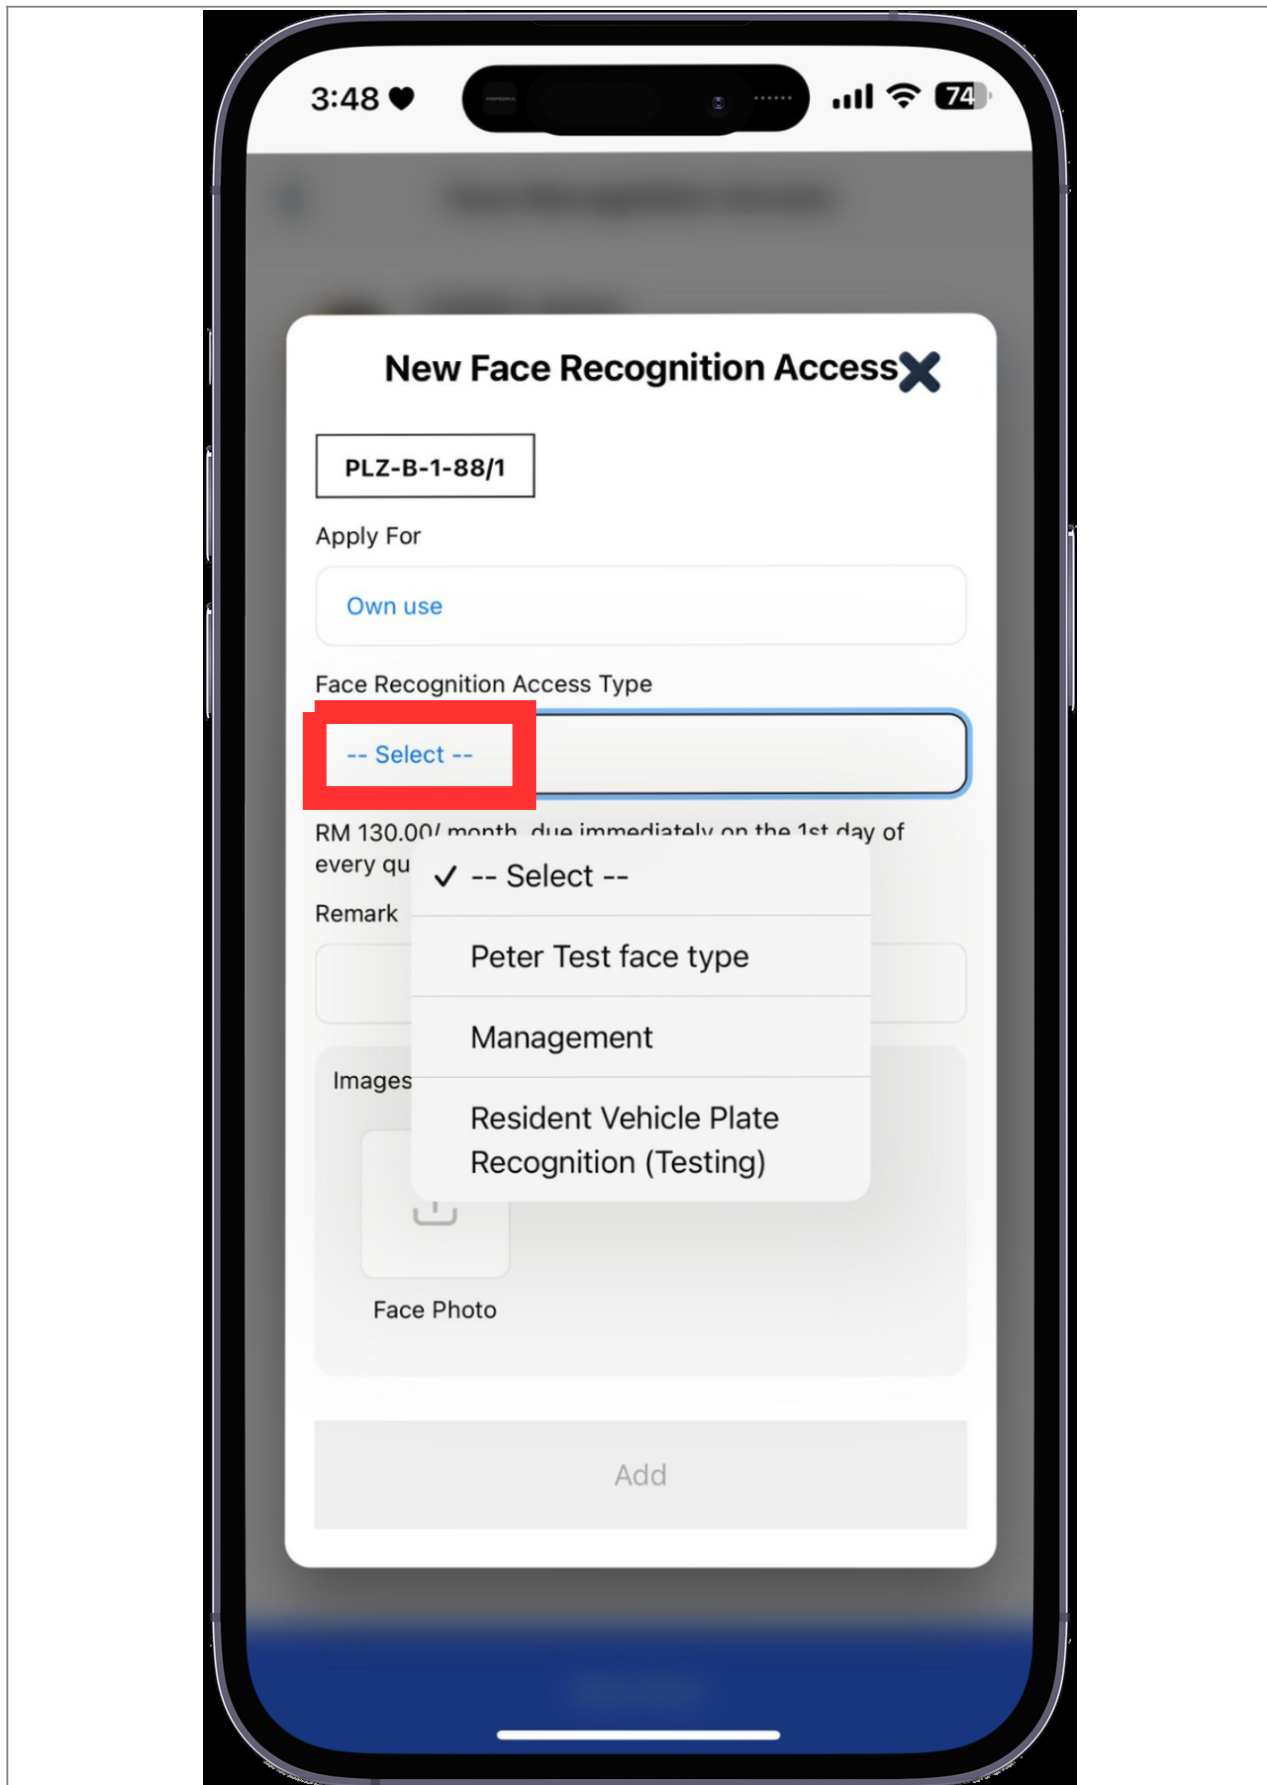 3:48
74
New Face Recognition Access
PLZ-B-1-88/1
Apply For
Own use
Face Recognition Access Type
-- Select --
RM 130.00/ month, due immediately on the 1st day of
every qu
✓ -- Select --
Remark
Peter Test face type
Management
Images
Resident Vehicle Plate
Recognition (Testing)
Face Photo
Add